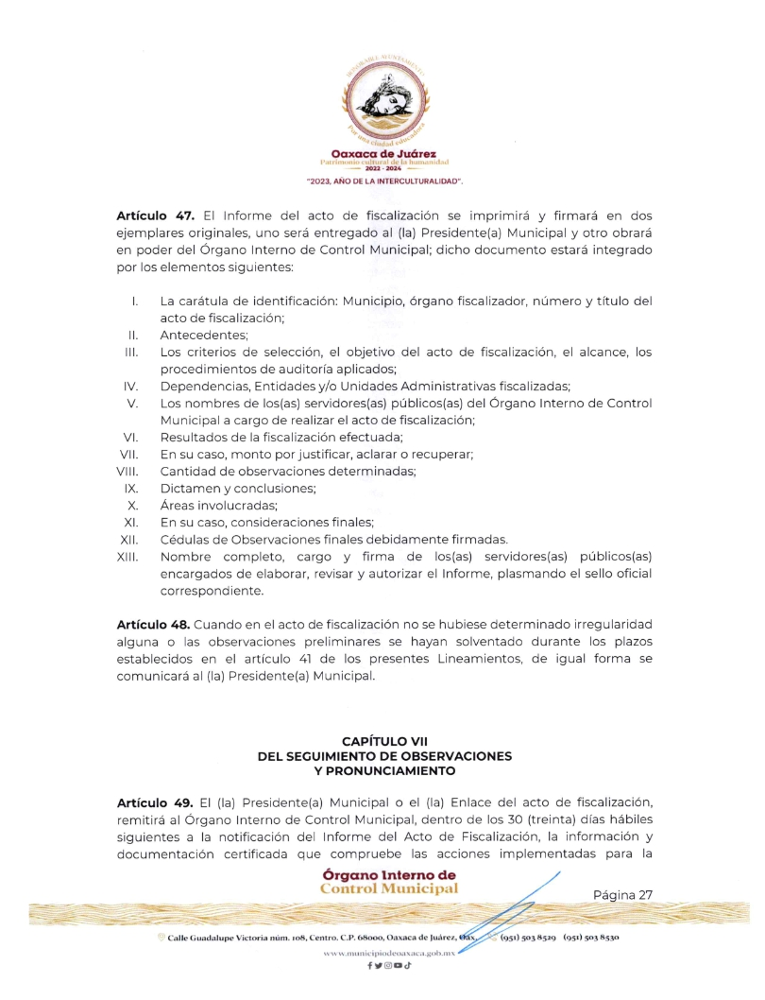 HONORABLE AYUNTAMIENTO
Por una ciudad educadora
Oaxaca de Juárez
Patrimonio cultural de la humanidad
2022 - 2024
"2023, AÑO DE LA INTERCULTURALIDAD".
Artículo 47. El Informe del acto de fiscalización se imprimirá y firmará en dos
ejemplares originales, uno será entregado al (la) Presidente(a) Municipal y otro obrará
en poder del Órgano Interno de Control Municipal; dicho documento estará integrado
por los elementos siguientes:
I. La carátula de identificación: Municipio, órgano fiscalizador, número y título del
acto de fiscalización;
II. Antecedentes;
III. Los criterios de selección, el objetivo del acto de fiscalización, el alcance, los
procedimientos de auditoría aplicados;
IV. Dependencias, Entidades y/o Unidades Administrativas fiscalizadas;
V. Los nombres de los(as) servidores(as) públicos(as) del Órgano Interno de Control
Municipal a cargo de realizar el acto de fiscalización;
VI. Resultados de la fiscalización efectuada;
VII. En su caso, monto por justificar, aclarar o recuperar;
VIII. Cantidad de observaciones determinadas;
IX. Dictamen y conclusiones;
X. Áreas involucradas;
XI. En su caso, consideraciones finales;
XII. Cédulas de Observaciones finales debidamente firmadas.
XIII. Nombre completo, cargo y firma de los(as) servidores(as) públicos(as)
encargados de elaborar, revisar y autorizar el Informe, plasmando el sello oficial
correspondiente.
Artículo 48. Cuando en el acto de fiscalización no se hubiese determinado irregularidad
alguna o las observaciones preliminares se hayan solventado durante los plazos
establecidos en el artículo 41 de los presentes Lineamientos, de igual forma se
comunicará al (la) Presidente(a) Municipal.
CAPÍTULO VII
DEL SEGUIMIENTO DE OBSERVACIONES
Y PRONUNCIAMIENTO
Artículo 49. El (la) Presidente(a) Municipal o el (la) Enlace del acto de fiscalización,
remitirá al Órgano Interno de Control Municipal, dentro de los 30 (treinta) días hábiles
siguientes a la notificación del Informe del Acto de Fiscalización, la información y
documentación certificada que compruebe las acciones implementadas para la
Órgano Interno de
Control Municipal
Página 27
Calle Guadalupe Victoria núm. 108, Centro. C.P. 68000, Oaxaca de Juárez, Oax. (951) 503 8529 (951) 503 8530
www.municipiodeoaxaca.gob.mx